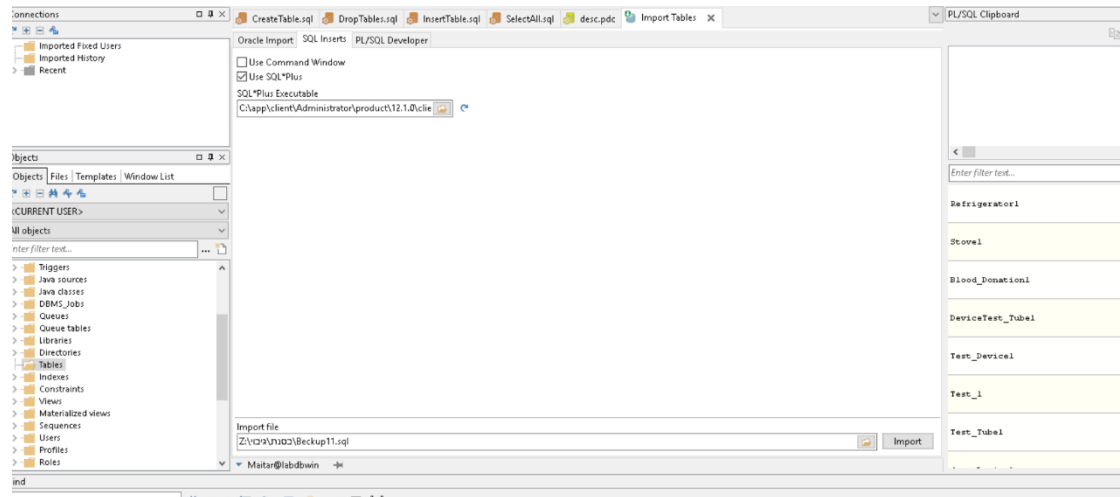 Connections
Imported Fixed Users
Imported History
Recent
Objects
Objects Files Templates Window List
<CURRENT USER>
All objects
Enter filter text...
...
Triggers
Java sources
Java classes
DBMS_Jobs
Queues
Queue tables
Libraries
Directories
Tables
Indexes
Constraints
Views
Materialized views
Sequences
Users
Profiles
Roles
CreateTable.sql DropTables.sql InsertTable.sql SelectAll.sql desc.pdc Import Tables
Oracle Import SQL Inserts PL/SQL Developer
Use Command Window
Use SQL*Plus
SQL*Plus Executable
C:\app\client\Administrator\product\12.1.0\clie
Import file
Beckup11.sql
Import
Maitar@labdbwin
PL/SQL Clipboard
Enter filter text...
Refrigerator1
Stove1
Blood_Donation1
DeviceTest_Tube1
Test_Device1
Test_1
Test_Tube1
ind